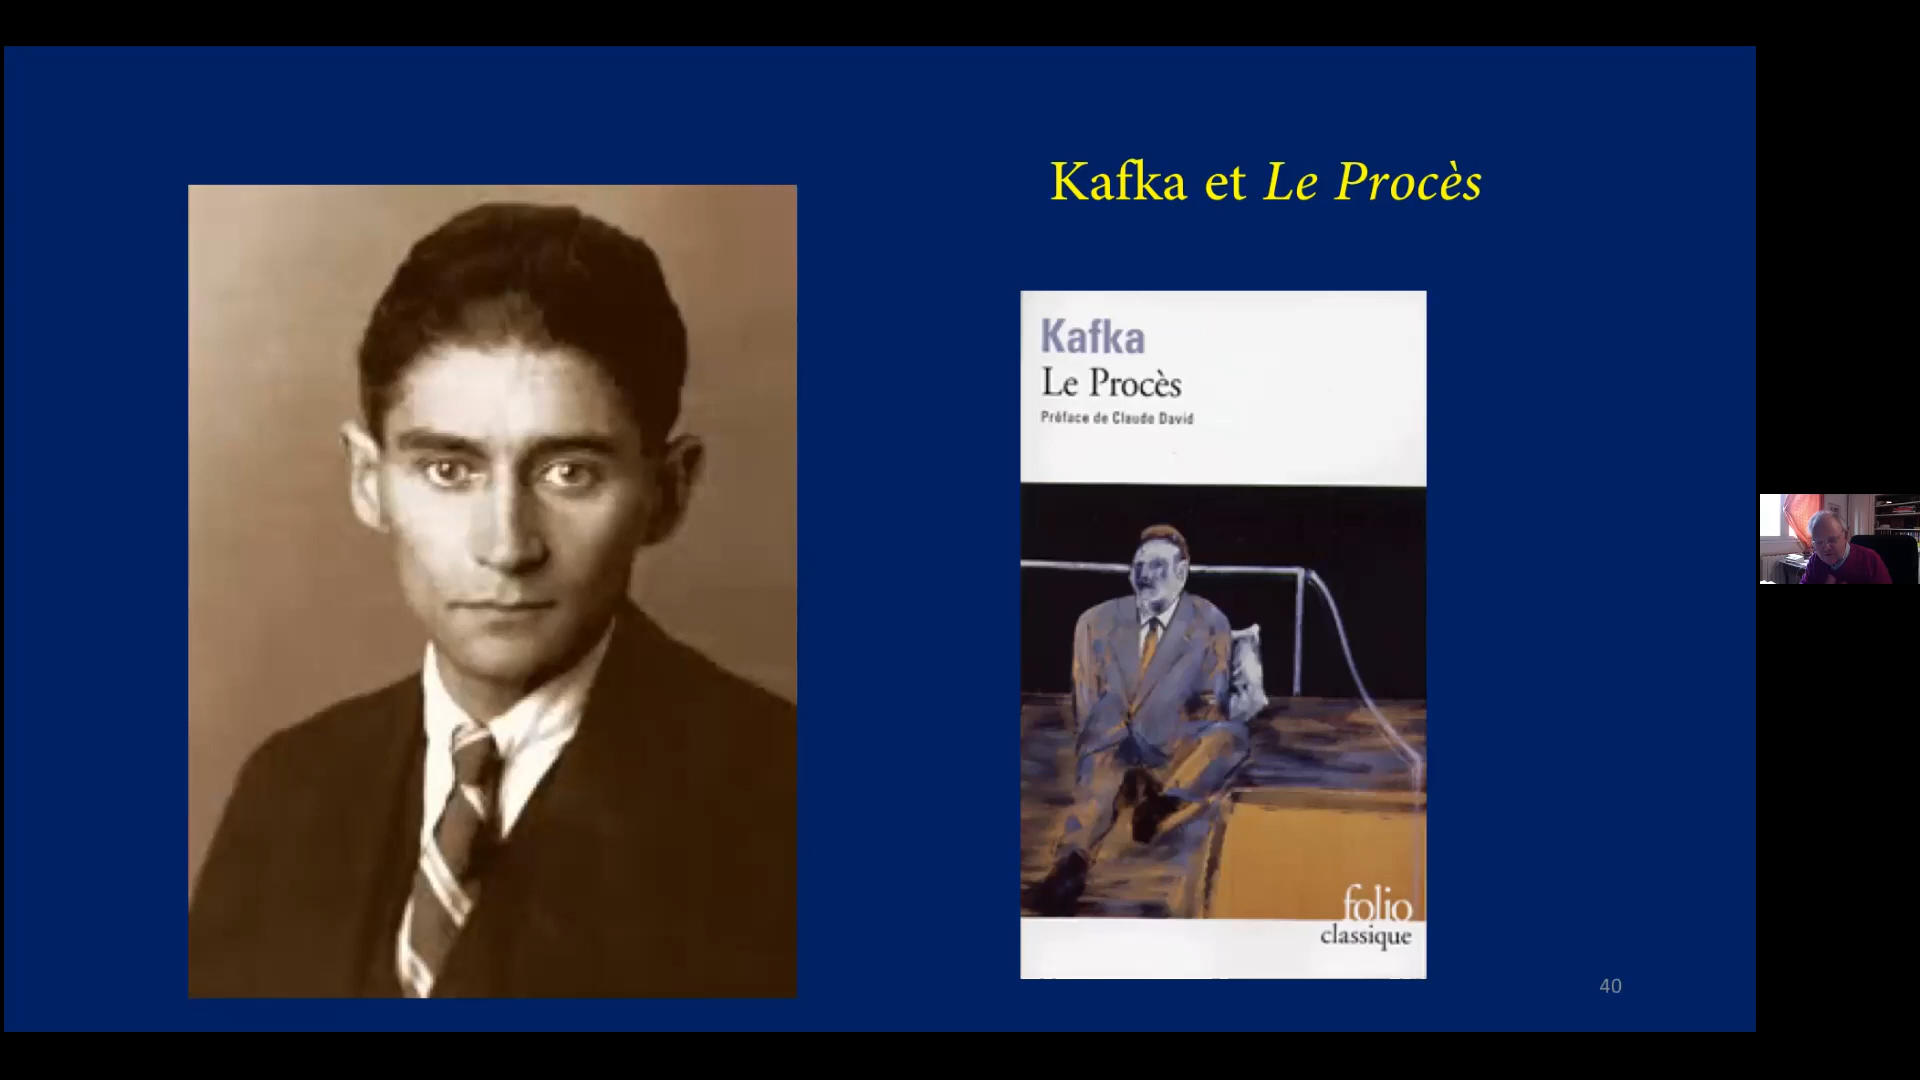 Kafka et Le Procès
Kafka
Le Procès
Préface de Claude David
folio
classique
40